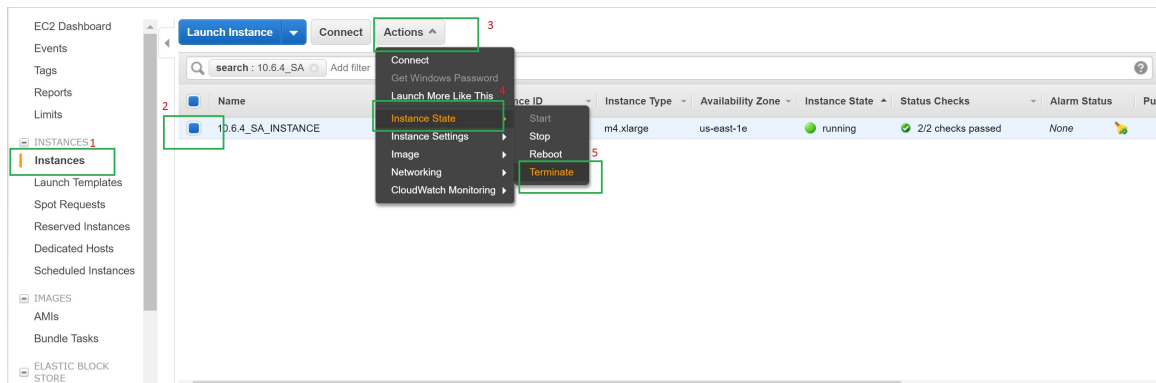 EC2 Dashboard
Events
Tags
Reports
Limits
INSTANCES 1
Instances
Launch Templates
Spot Requests
Reserved Instances
Dedicated Hosts
Scheduled Instances
IMAGES
AMIs
Bundle Tasks
ELASTIC BLOCK
STORE
Launch Instance Connect Actions 3
search : 10.6.4_SA Add filter
2 Name ce ID Instance Type Availability Zone Instance State Status Checks Alarm Status Pu
10.6.4_SA_INSTANCE m4.xlarge us-east-1e running 2/2 checks passed None
Connect
Get Windows Password
Launch More Like This 4
Instance State
Instance Settings
Image
Networking
CloudWatch Monitoring
Start
Stop
Reboot 5
Terminate